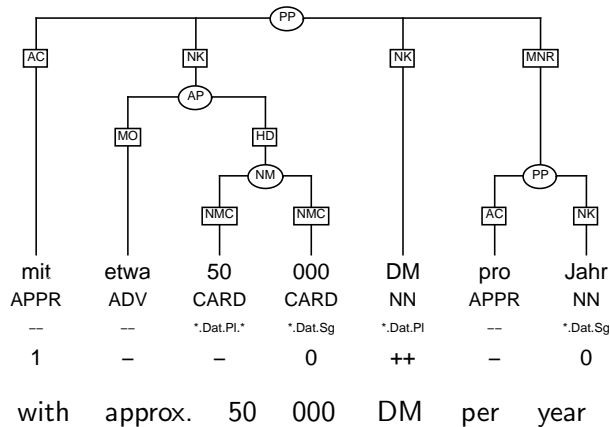 PP
AC NK NK MNR
AP
MO HD
NM PP
NMC NMC AC NK
mit etwa 50 000 DM pro Jahr
APPR ADV CARD CARD NN APPR NN
-- -- *.Dat.Pl.* *.Dat.Sg *.Dat.Pl -- *.Dat.Sg
1 – – 0 ++ – 0
with approx. 50 000 DM per year